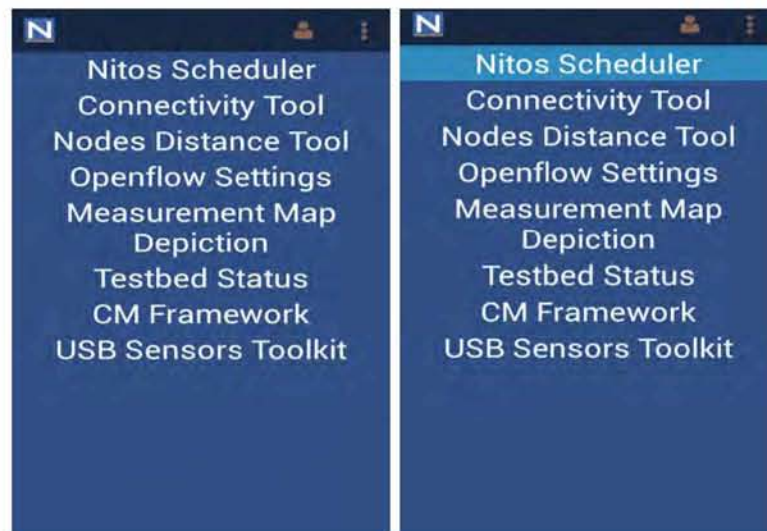 N
Nitos Scheduler
Connectivity Tool
Nodes Distance Tool
Openflow Settings
Measurement Map
Depiction
Testbed Status
CM Framework
USB Sensors Toolkit
N
Nitos Scheduler
Connectivity Tool
Nodes Distance Tool
Openflow Settings
Measurement Map
Depiction
Testbed Status
CM Framework
USB Sensors Toolkit